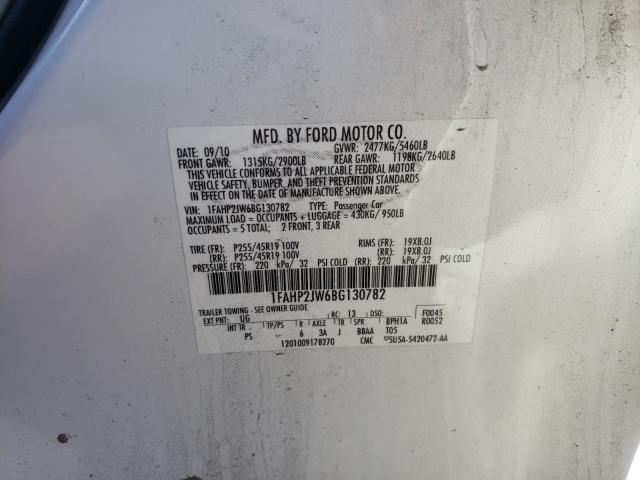 MFD. BY FORD MOTOR CO.
DATE: 09/10 GVWR: 2477KG/5460LB
FRONT GAWR: 1315KG/2900LB REAR GAWR: 1198KG/2640LB
THIS VEHICLE CONFORMS TO ALL APPLICABLE FEDERAL MOTOR
VEHICLE SAFETY, BUMPER, AND THEFT PREVENTION STANDARDS
IN EFFECT ON THE DATE OF MANUFACTURE SHOWN ABOVE.
VIN: 1FAHP2JW6BG130782 TYPE: Passenger Car
MAXIMUM LOAD = OCCUPANTS + LUGGAGE = 430KG/ 950LB
OCCUPANTS = 5 TOTAL; 2 FRONT, 3 REAR
TIRE (FR): P255/45R19 100V RIMS (FR): 19X8.0J
(RR): P255/45R19 100V (RR): 19X8.0J
PRESSURE (FR): 220 kPa/ 32 PSI COLD (RR): 220 kPa/ 32 PSI COLD
1FAHP2JW6BG130782
TRAILER TOWING - SEE OWNER GUIDE F0045
EXT PNT: UG RC: 13 DSO: R0052
INT TR TP/PS R AXLE TR SPR BPH1A
PS - 6 3A J BBAA T05
1201009178270 CMC ▽5U5A-5420472-AA